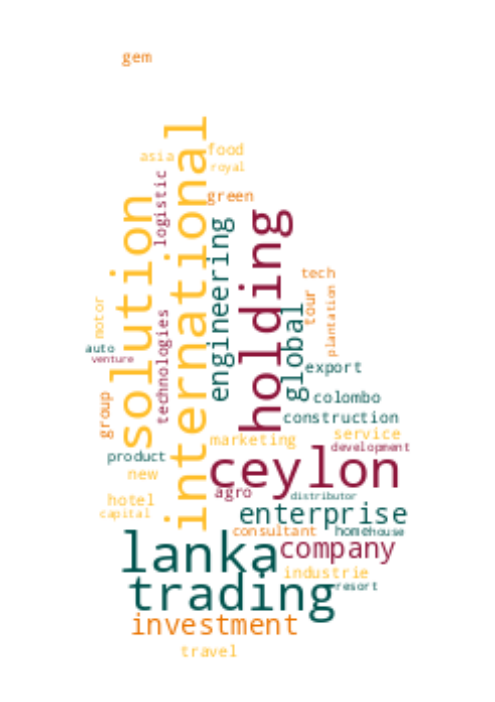 gem
international
asia
food
royal
logistic
green
solution
holding
engineering
tech
tour
plantation
motor
global
technologies
auto
venture
export
group
colombo
construction
marketing
service
development
product
ceylon
new
agro
distributor
hotel
capital
enterprise
consultant
home
house
lanka
company
industrie
trading
resort
investment
travel